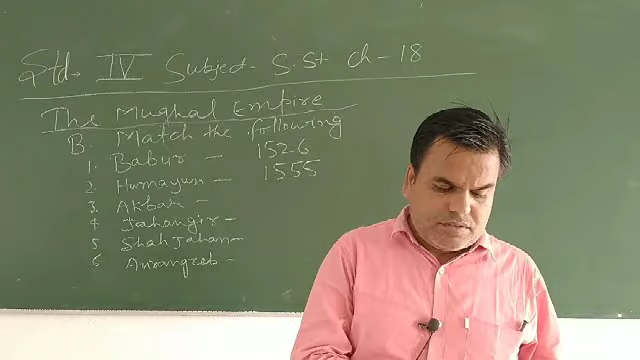 Std. IV Subject - S.St Ch - 18
The Mughal Empire
B. Match the following
1. Babur - 1526
2. Humayun - 1555
3. Akbar -
4 Jahangir -
5 Shah Jahan -
6 Aurangzeb -